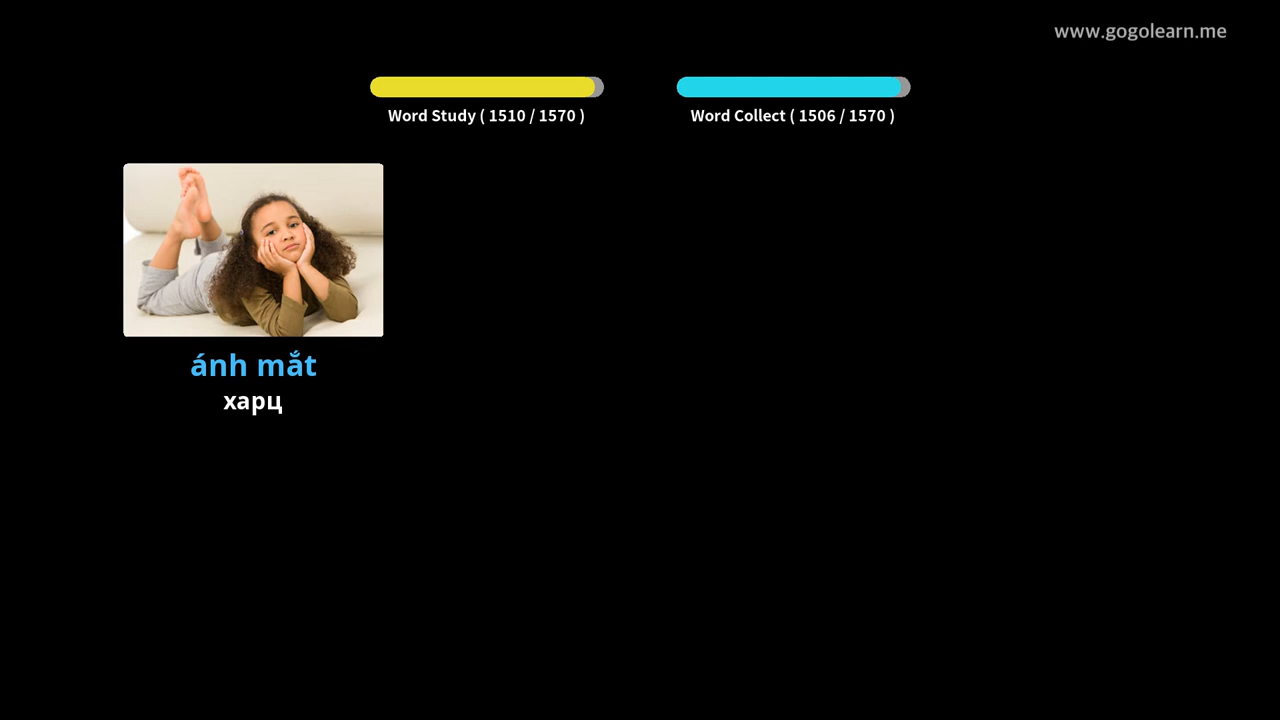 www.gogolearn.me
Word Study ( 1510 / 1570 )
Word Collect ( 1506 / 1570 )
ánh mắt
харц